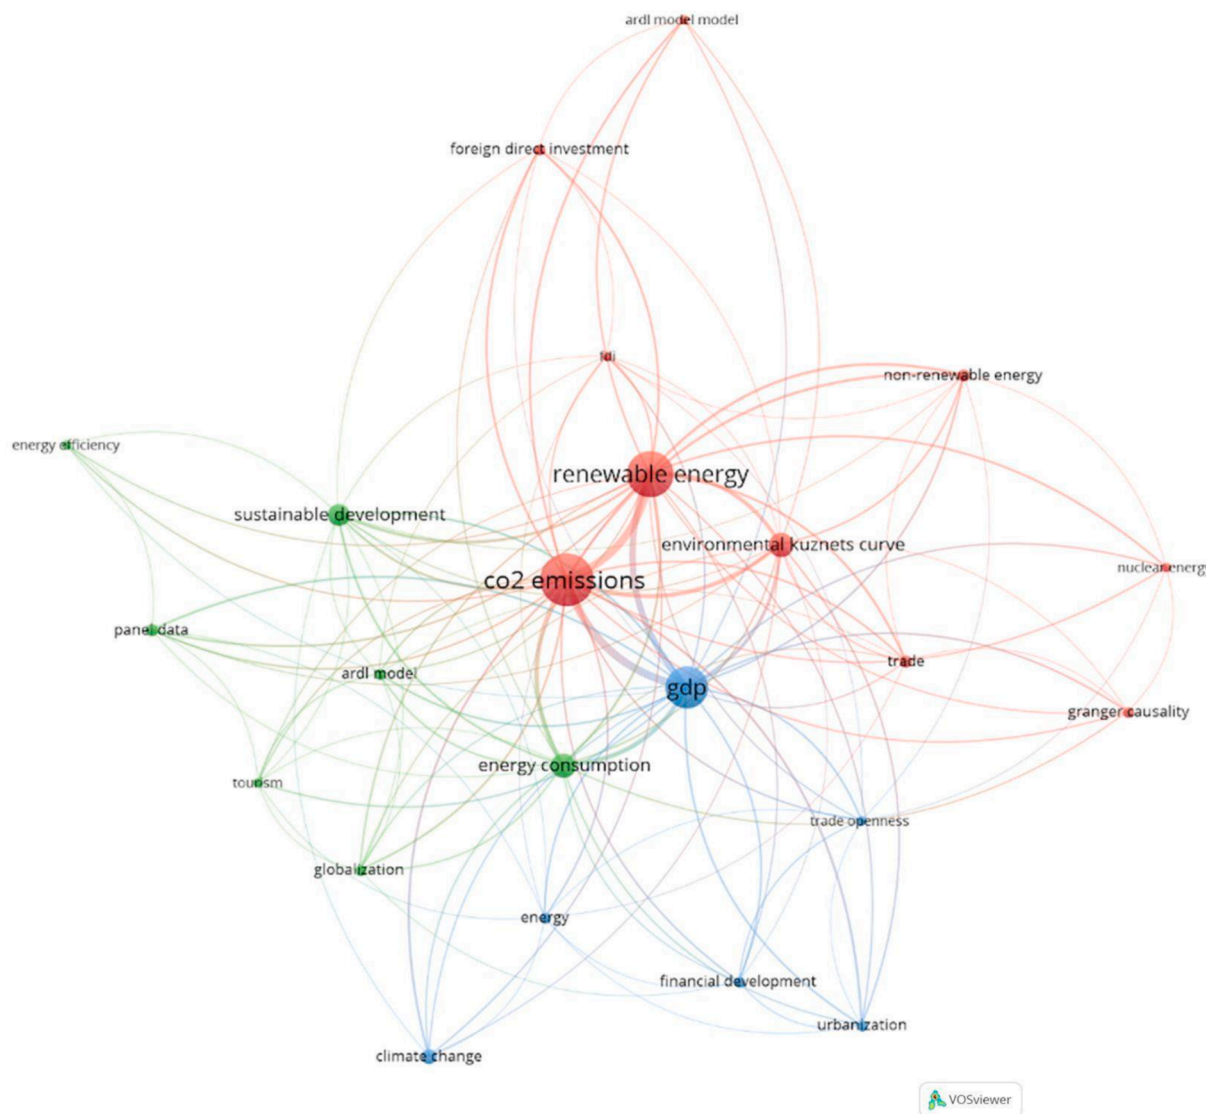 ardl model model
foreign direct investment
fdi
non-renewable energy
energy efficiency
renewable energy
sustainable development
environmental kuznets curve
nuclear energy
co2 emissions
panel data
trade
ardl model
gdp
granger causality
energy consumption
tourism
trade openness
globalization
energy
financial development
urbanization
climate change
VOSviewer